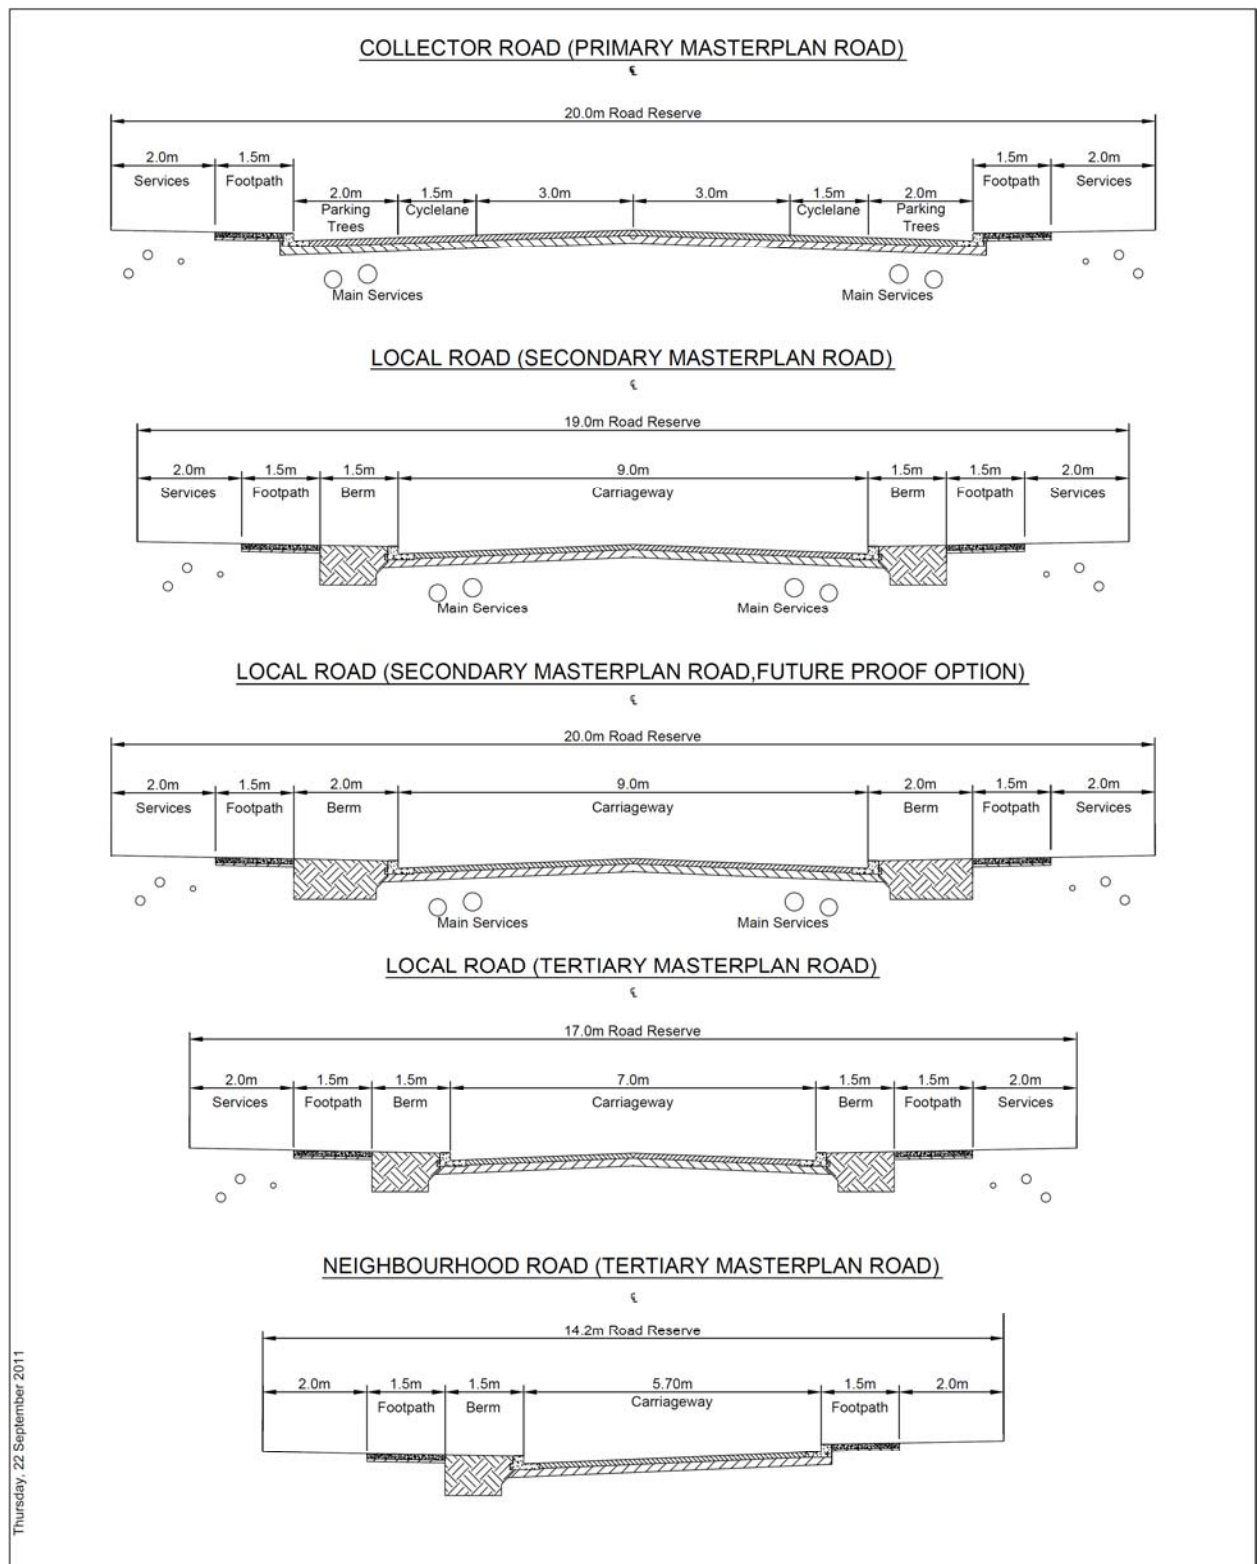 COLLECTOR ROAD (PRIMARY MASTERPLAN ROAD)
℄
20.0m Road Reserve
2.0m 1.5m 1.5m 2.0m
Services Footpath Footpath Services
2.0m 1.5m 3.0m 3.0m 1.5m 2.0m
Parking Cyclelane Cyclelane Parking
Trees Trees
Main Services Main Services
LOCAL ROAD (SECONDARY MASTERPLAN ROAD)
℄
19.0m Road Reserve
2.0m 1.5m 1.5m 9.0m 1.5m 1.5m 2.0m
Services Footpath Berm Carriageway Berm Footpath Services
Main Services Main Services
LOCAL ROAD (SECONDARY MASTERPLAN ROAD,FUTURE PROOF OPTION)
℄
20.0m Road Reserve
2.0m 1.5m 2.0m 9.0m 2.0m 1.5m 2.0m
Services Footpath Berm Carriageway Berm Footpath Services
Main Services Main Services
LOCAL ROAD (TERTIARY MASTERPLAN ROAD)
℄
17.0m Road Reserve
2.0m 1.5m 1.5m 7.0m 1.5m 1.5m 2.0m
Services Footpath Berm Carriageway Berm Footpath Services
NEIGHBOURHOOD ROAD (TERTIARY MASTERPLAN ROAD)
℄
14.2m Road Reserve
2.0m 1.5m 1.5m 5.70m 1.5m 2.0m
Footpath Berm Carriageway Footpath
Thursday, 22 September 2011